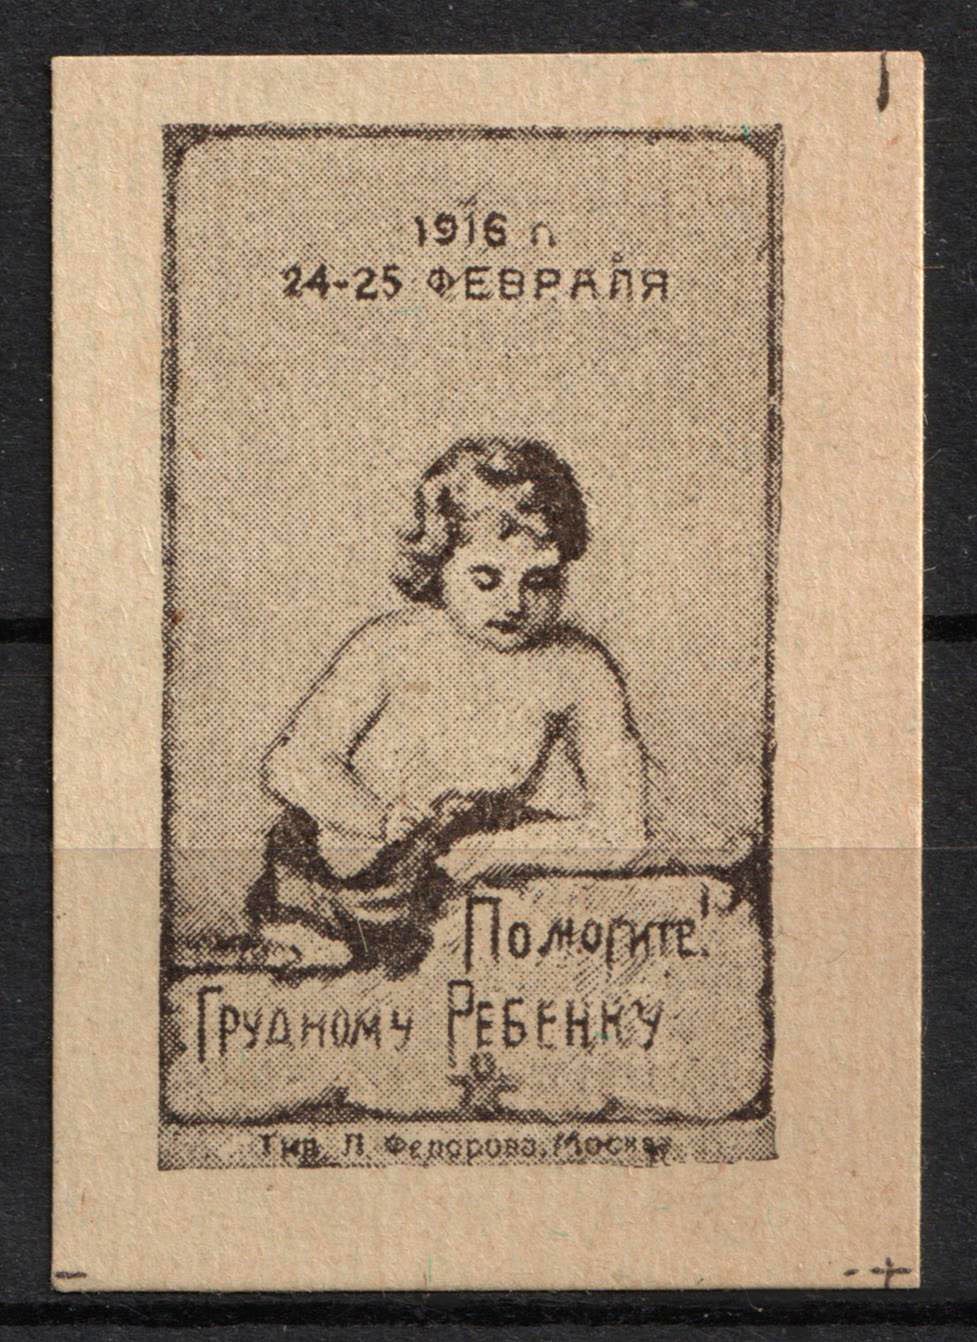 1916 г.
24-25 ФЕВРАЛЯ
Помогите!
Грудному Ребенку
Тип. Л. Федорова, Москва